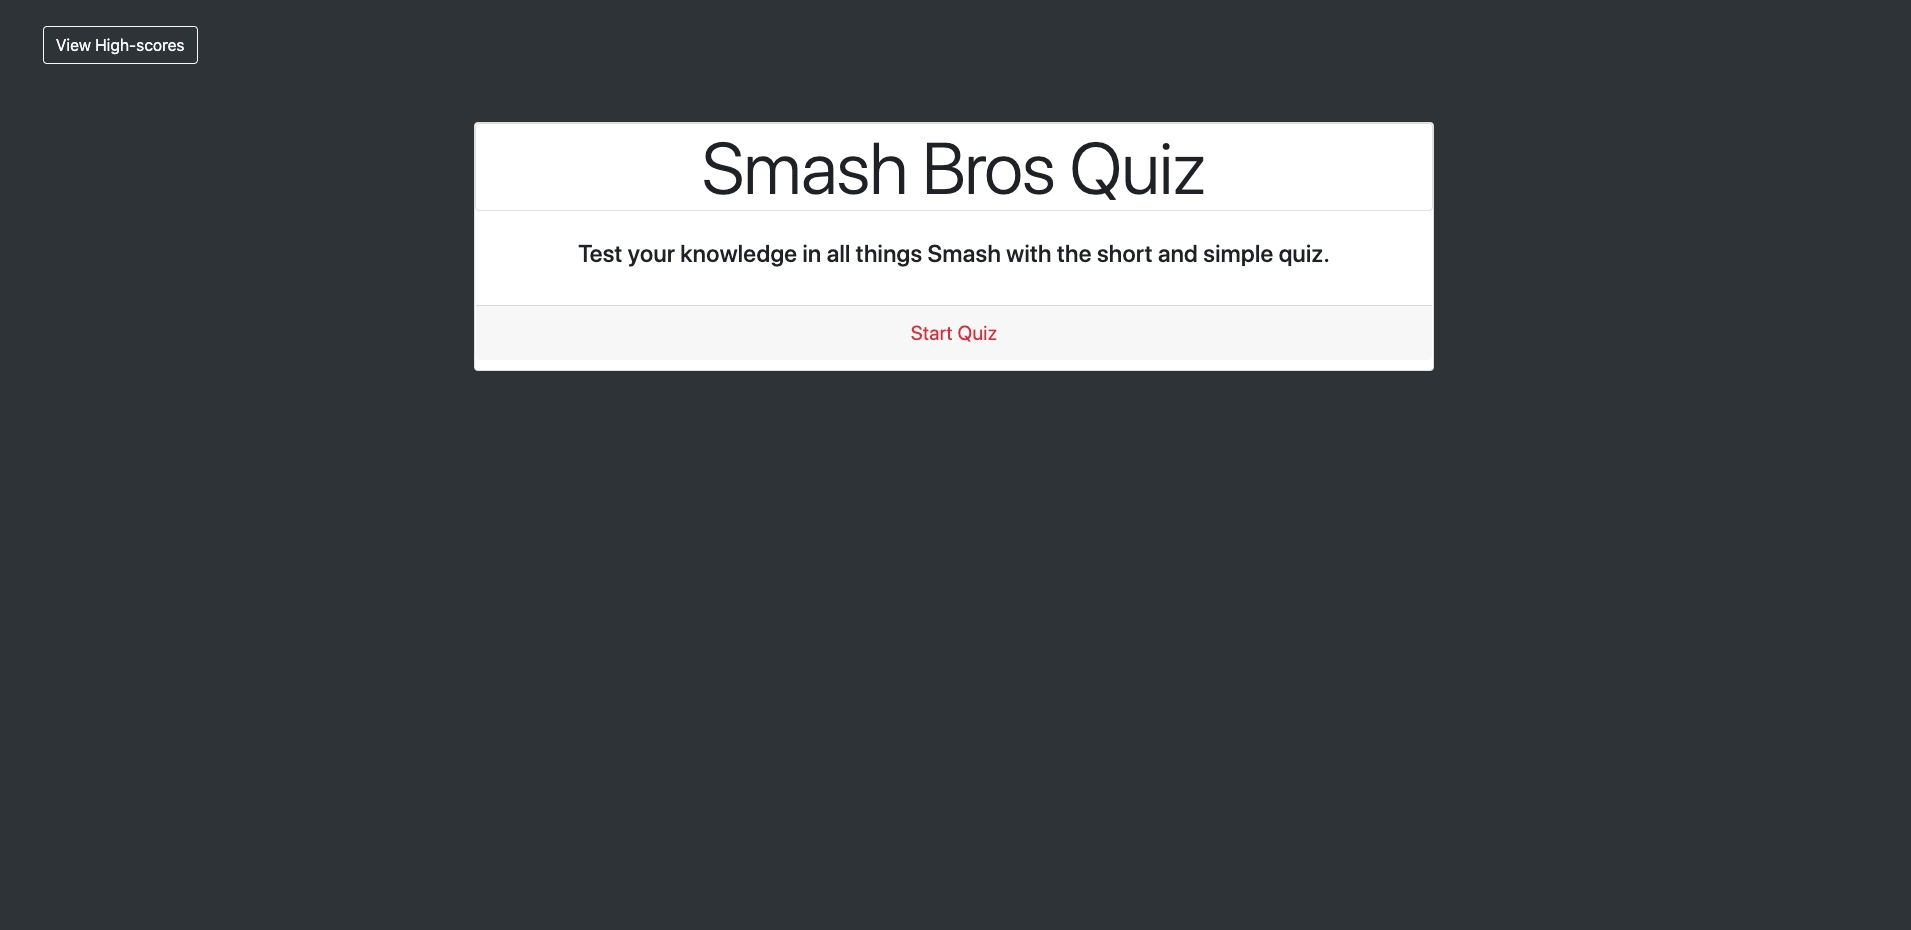 View High-scores
Smash Bros Quiz
Test your knowledge in all things Smash with the short and simple quiz.
Start Quiz